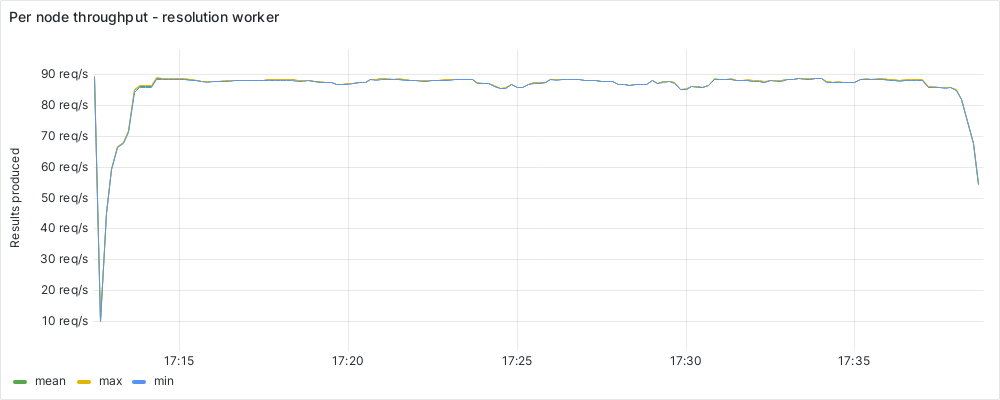 Per node throughput - resolution worker
Results produced
90 req/s
80 req/s
70 req/s
60 req/s
50 req/s
40 req/s
30 req/s
20 req/s
10 req/s
17:15 17:20 17:25 17:30 17:35
mean max min